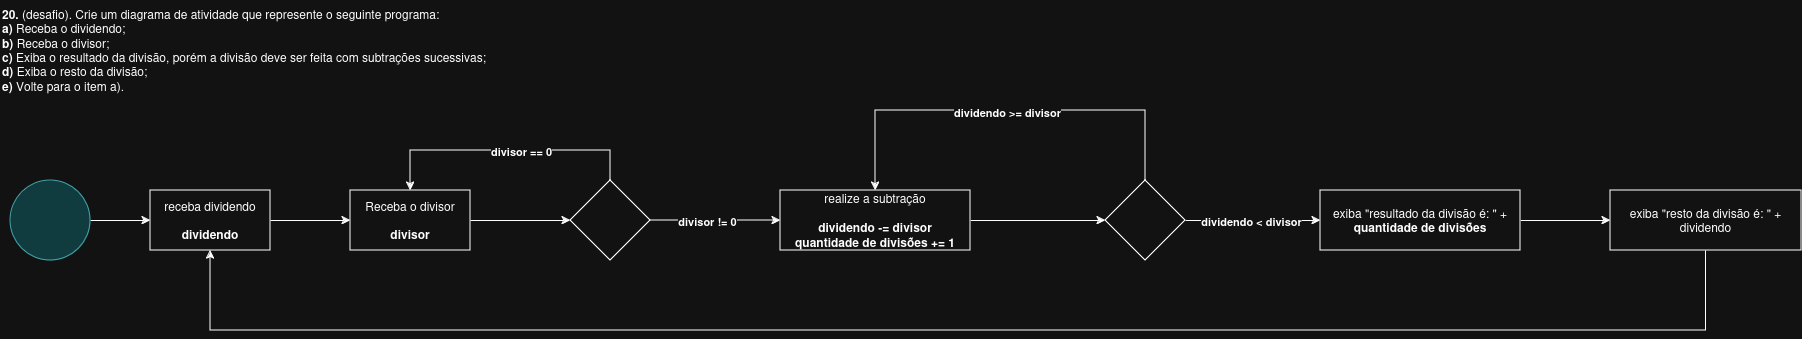 20. (desafio). Crie um diagrama de atividade que represente o seguinte programa:
a) Receba o dividendo;
b) Receba o divisor;
c) Exiba o resultado da divisão, porém a divisão deve ser feita com subtrações sucessivas;
d) Exiba o resto da divisão;
e) Volte para o item a).
dividendo >= divisor
divisor == 0
receba dividendo
dividendo
Receba o divisor
divisor
divisor != 0
realize a subtração
dividendo -= divisor
quantidade de divisões += 1
dividendo < divisor
exiba "resultado da divisão é: " +
quantidade de divisões
exiba "resto da divisão é: " +
dividendo